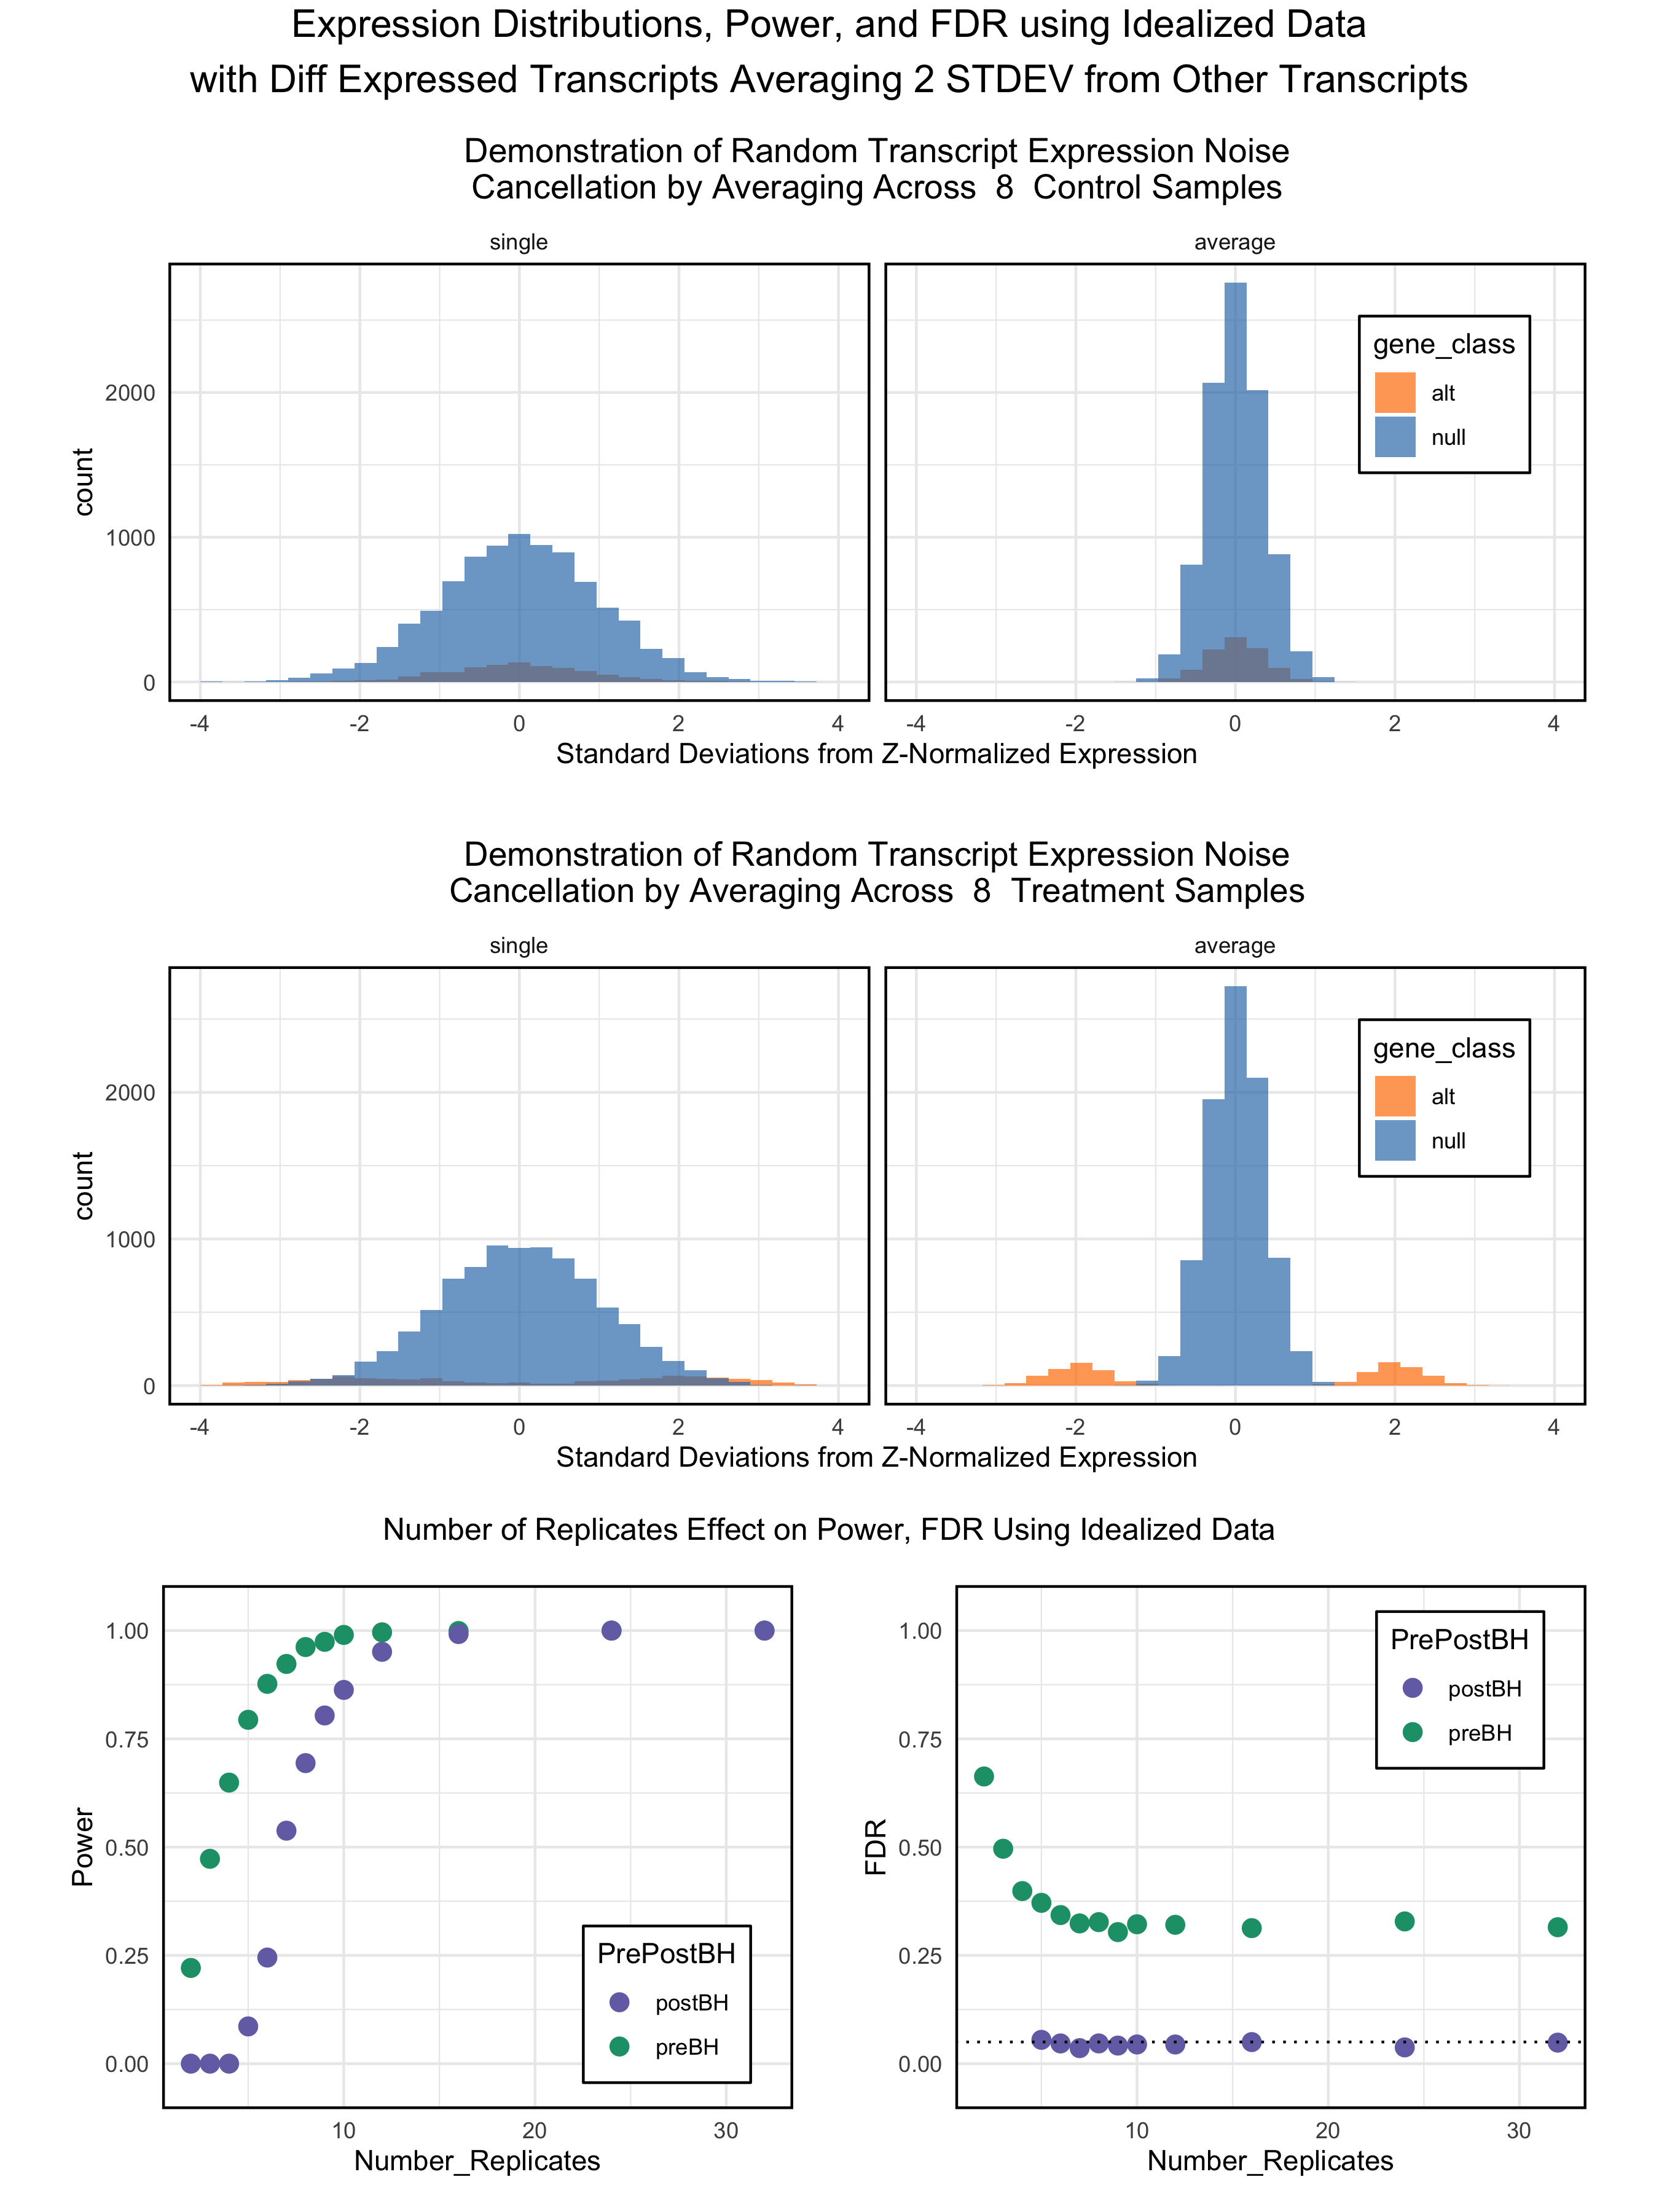 Expression Distributions, Power, and FDR using Idealized Data
with Diff Expressed Transcripts Averaging 2 STDEV from Other Transcripts
Demonstration of Random Transcript Expression Noise
Cancellation by Averaging Across  8  Control Samples
single
average
count
2000
1000
0
gene_class
alt
null
-4
-2
0
2
4
-4
-2
0
2
4
Standard Deviations from Z-Normalized Expression
Demonstration of Random Transcript Expression Noise
Cancellation by Averaging Across  8  Treatment Samples
single
average
count
2000
1000
0
gene_class
alt
null
-4
-2
0
2
4
-4
-2
0
2
4
Standard Deviations from Z-Normalized Expression
Number of Replicates Effect on Power, FDR Using Idealized Data
Power
1.00
0.75
0.50
0.25
0.00
PrePostBH
postBH
preBH
10
20
30
Number_Replicates
FDR
1.00
0.75
0.50
0.25
0.00
PrePostBH
postBH
preBH
10
20
30
Number_Replicates